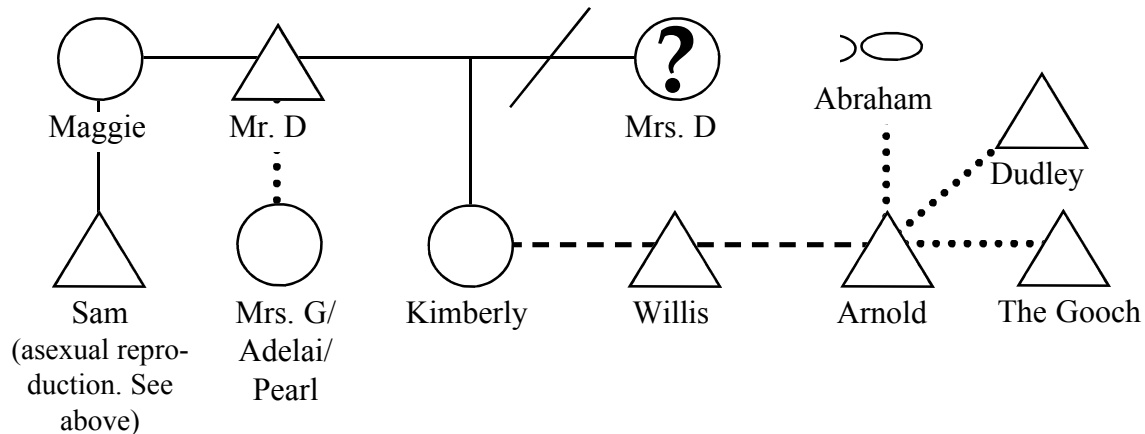 ?
Abraham
Maggie
Mr. D
Mrs. D
Dudley
Sam
(asexual repro-
duction. See
above)
Mrs. G/
Adelai/
Pearl
Kimberly
Willis
Arnold
The Gooch